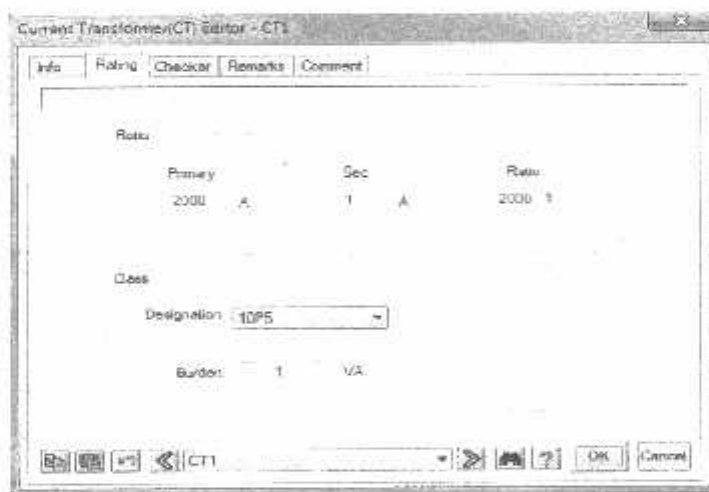 Current Transformer(CT) Editor - CT1
Info Rating Checker Remarks Comment
Ratio
Primary Sec Ratio
2000 A 1 A 2000 1
Class
Designation 10P5
Burden 1 VA
CT1 ? OK Cancel